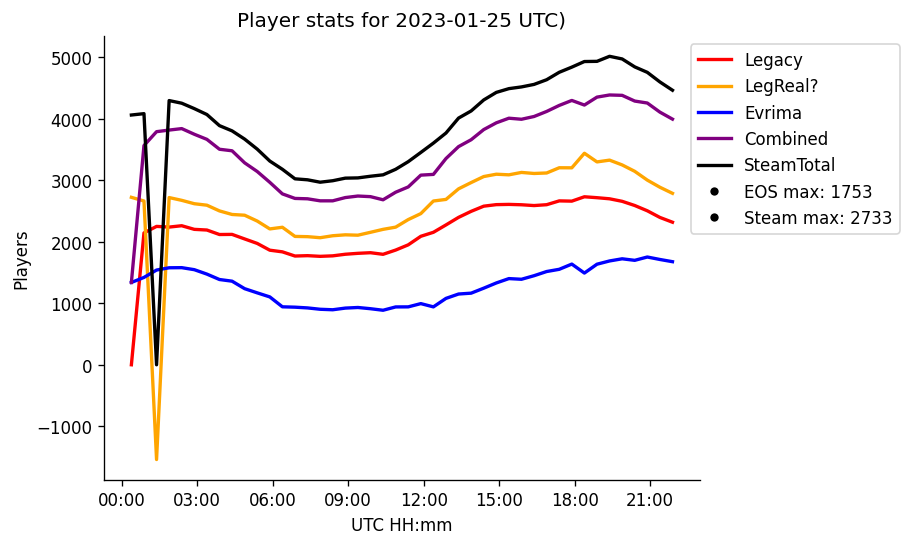 Player stats for 2023-01-25 UTC)
5000
4000
3000
2000
1000
0
−1000
Players
00:00 03:00 06:00 09:00 12:00 15:00 18:00 21:00
UTC HH:mm
Legacy
LegReal?
Evrima
Combined
SteamTotal
EOS max: 1753
Steam max: 2733